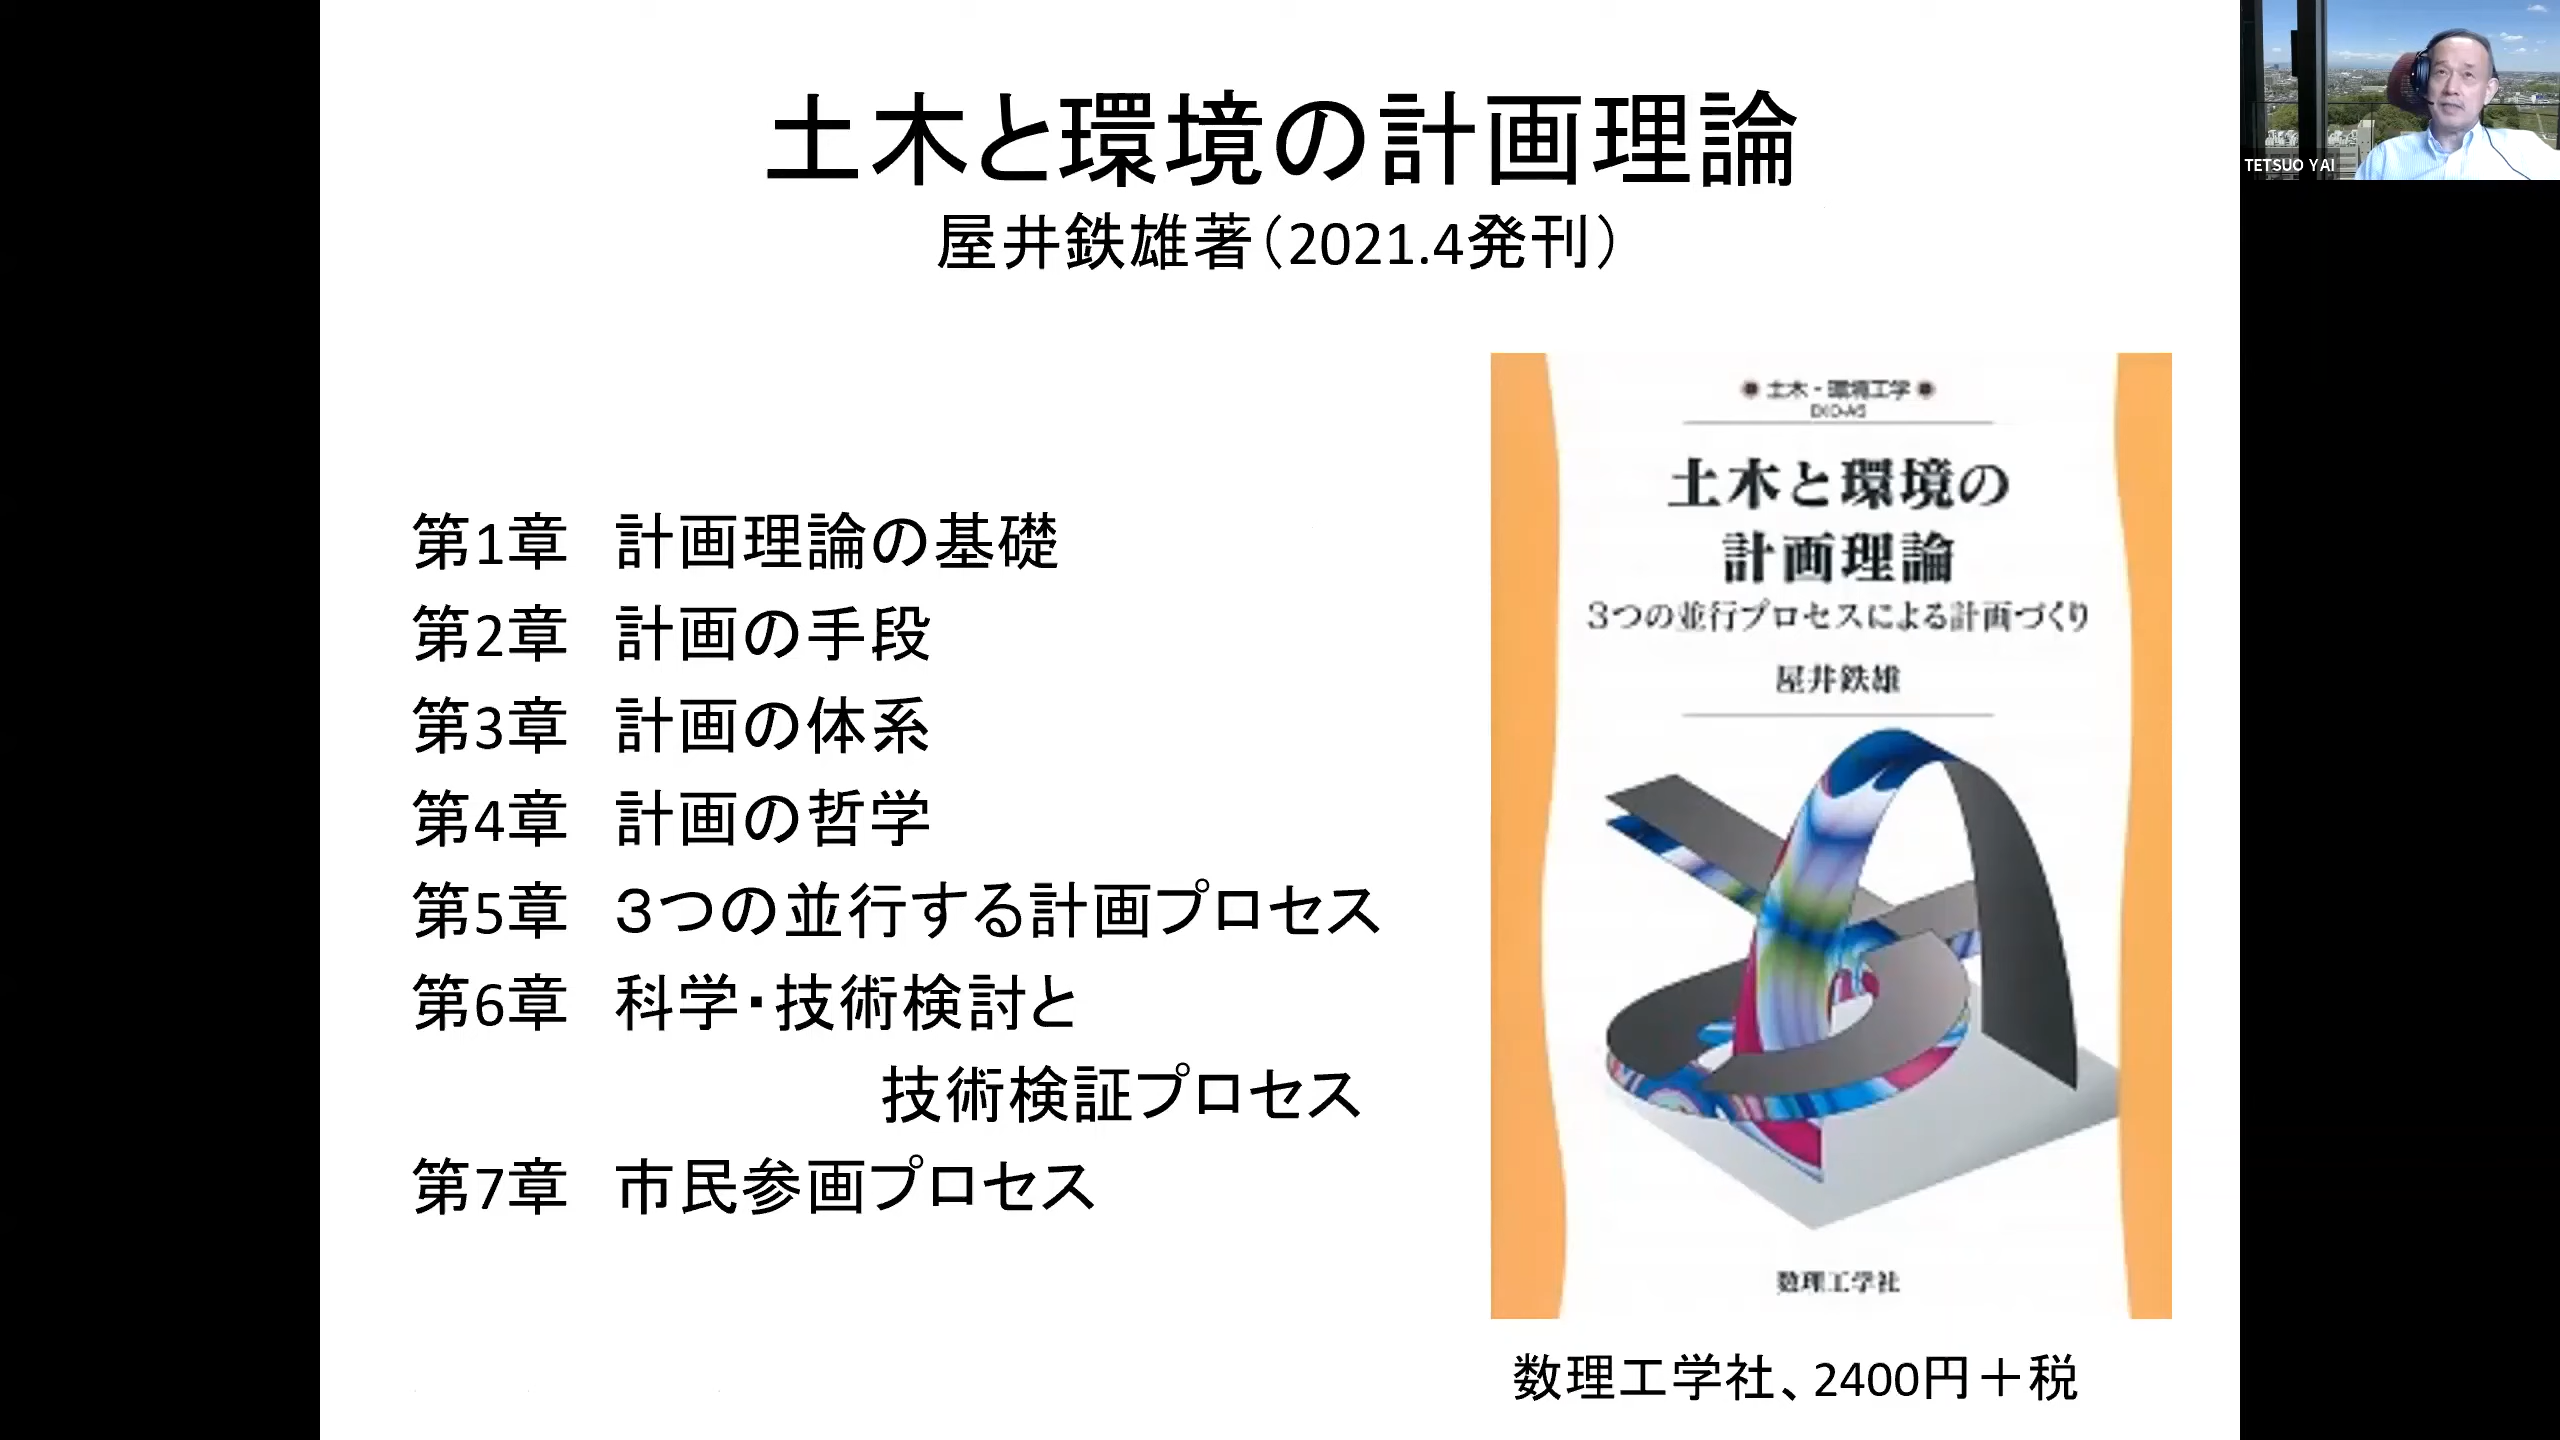 土木と環境の計画理論
屋井鉄雄著（2021.4発刊）
TETSUO YAI
第1章　計画理論の基礎
第2章　計画の手段
第3章　計画の体系
第4章　計画の哲学
第5章　３つの並行する計画プロセス
第6章　科学・技術検討と
技術検証プロセス
第7章　市民参画プロセス
● 土木・環境工学 ●
土木と環境の
計画理論
3つの並行プロセスによる計画づくり
屋井鉄雄
数理工学社
数理工学社、2400円＋税